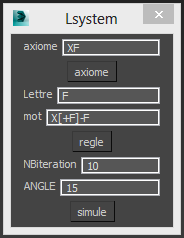 Lsystem
axiome XF
axiome
Lettre F
mot X[+F]-F
regle
NBiteration 10
ANGLE 15
simule